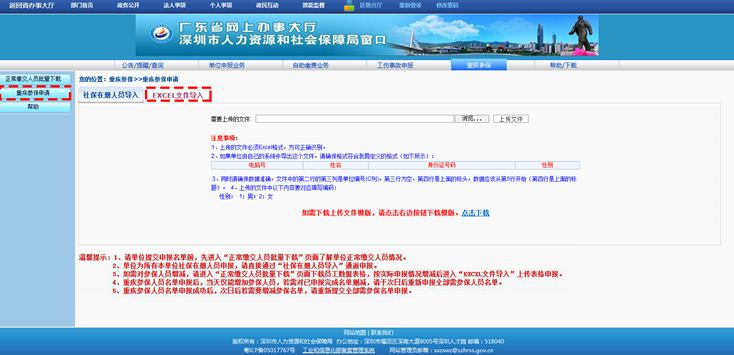 返回省办事大厅 部门首页 政务公开 法人事项 个人事项 政民互动 效能监督 区级分厅 重新登录 修改密码
广东省网上办事大厅
深圳市人力资源和社会保障局窗口
公告/提醒/查询 单位申报业务 自助缴费业务 工伤事故申报 重疾参保 帮助/下载
正常缴交人员批量下载
重疾参保申请
帮助
您的位置：重疾参保>>重疾参保申请
社保在册人员导入 EXCEL文件导入
需要上传的文件: 浏览... 上传文件
注意事项:
1、上传的文件必须Excel格式，方可正确识别。
2、如果单位由自己的系统中导出这个文件，请确保格式符合我局定义的格式（如下所示）:
电脑号 姓名 身份证号码 性别
3、同时请确保数据准确，文件中的第二行的第三列是单位编号(C列)，第三行为空，第四行是上面的标头，数据应该从第5行开始（第四行是上面的标
题）。 4、上传的文件中以下内容要对应填写编码:
性别: 1: 男; 2: 女
如需下载上传文件模版，请点击右边按钮下载模版。点击下载
温馨提示：1、请单位提交申报名单前，先进入“正常缴交人员批量下载”页面了解单位正常缴交人员情况。
2、单位为所有本单位社保在册人员申报，请直接通过“社保在册人员导入”通道申报。
3、如需对参保人员增减，请进入“正常缴交人员批量下载”页面下载员工数据表格，按实际申报情况增减后进入“EXCXL文件导入”上传表格申报。
4、重疾参保人员名单申报后，当天仅能增加参保人员，若需对已申报完成名单删减，请于次日后重新申报全部需参保人员名单。
5、重疾参保人员名单申报成功后，次日后若需要增减参保名单，请重新提交全部需参保名单申报。
网站地图 | 联系我们
版权所有：深圳市人力资源和社会保障局 办公地址：深圳市福田区深南大道8005号深圳人才园 邮编：518040
粤ICP备05017767号 工业和信息化部备案管理系统 网站管理员邮箱：xxzwxz@szhrss.gov.cn